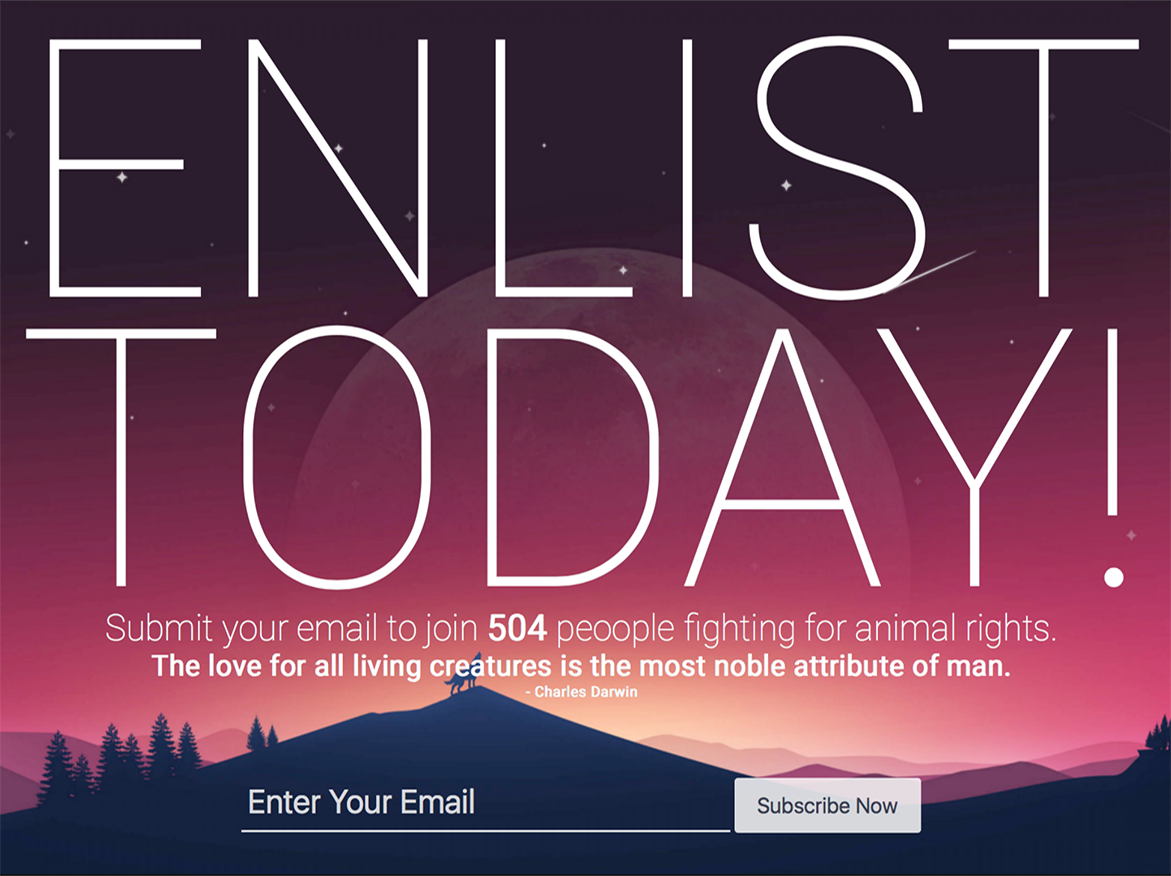 ENLIST
TODAY!
Submit your email to join 504 peoople fighting for animal rights.
The love for all living creatures is the most noble attribute of man.
- Charles Darwin
Enter Your Email
Subscribe Now